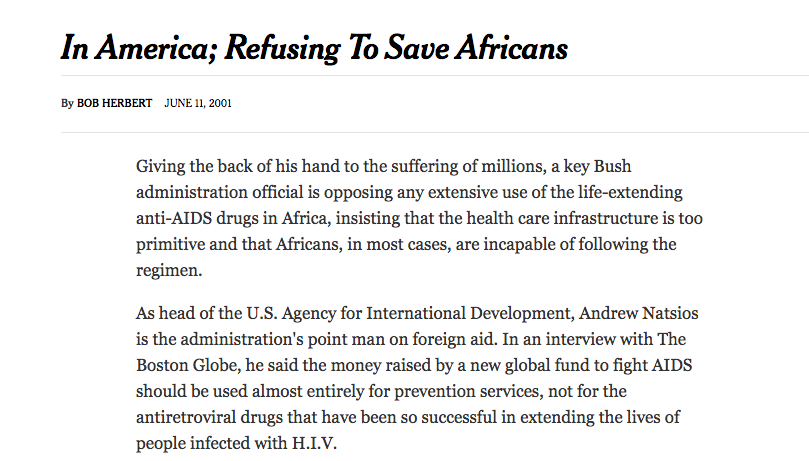 In America; Refusing To Save Africans
By BOB HERBERT JUNE 11, 2001
Giving the back of his hand to the suffering of millions, a key Bush
administration official is opposing any extensive use of the life-extending
anti-AIDS drugs in Africa, insisting that the health care infrastructure is too
primitive and that Africans, in most cases, are incapable of following the
regimen.
As head of the U.S. Agency for International Development, Andrew Natsios
is the administration's point man on foreign aid. In an interview with The
Boston Globe, he said the money raised by a new global fund to fight AIDS
should be used almost entirely for prevention services, not for the
antiretroviral drugs that have been so successful in extending the lives of
people infected with H.I.V.